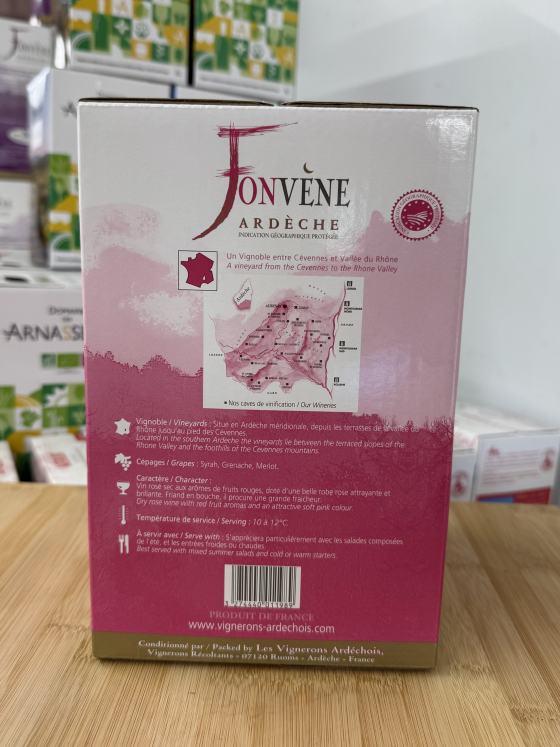 FONVÈNE
ARDÈCHE
INDICATION GÉOGRAPHIQUE PROTÉGÉE
Un Vignoble entre Cévennes et Vallée du Rhône
A vineyard from the Cevennes to the Rhone Valley
Ardèche
▪ Nos caves de vinification / Our Wineries
Vignoble / Vineyards : Situé en Ardèche méridionale, depuis les terrasses de la vallée du
Rhône jusqu'au pied des Cévennes.
Located in the southern Ardeche the vineyards lie between the terraced slopes of the
Rhone Valley and the foothills of the Cevennes mountains.
Cépages / Grapes : Syrah, Grenache, Merlot.
Caractère / Character :
Vin rosé sec aux arômes de fruits rouges, doté d'une belle robe rose attrayante et
brillante. Friand en bouche, il procure une grande fraîcheur.
Dry rose wine with red fruit aromas and an attractive soft pink colour.
Température de service / Serving : 10 à 12°C
À servir avec / Serve with : S'appréciera particulièrement avec les salades composées
de l'été, et les entrées froides ou chaudes.
Best served with mixed summer salads and cold or warm starters.
PRODUIT DE FRANCE
www.vignerons-ardechois.com
Conditionné par / Packed by Les Vignerons Ardéchois,
Vignerons Récoltants - 07120 Ruoms - Ardèche - France
DOMAINE
ARNASSE